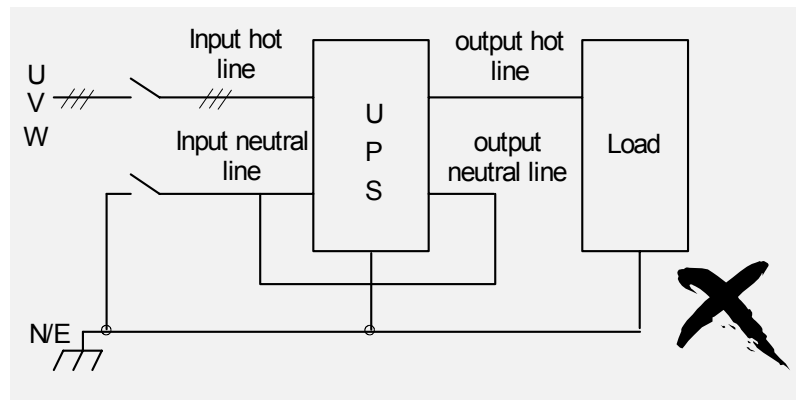 Input hot
line
output hot
line
U
V
W
U
P
S
Input neutral
line
output
neutral line
Load
N/E